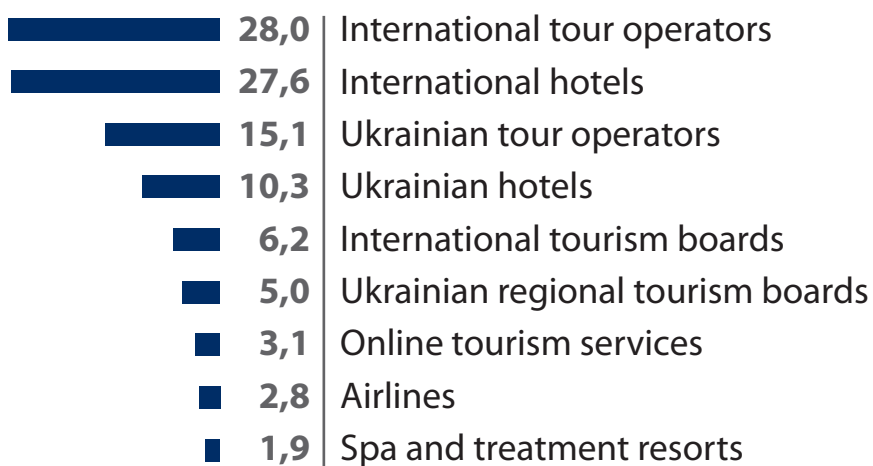 28,0 International tour operators
27,6 International hotels
15,1 Ukrainian tour operators
10,3 Ukrainian hotels
6,2 International tourism boards
5,0 Ukrainian regional tourism boards
3,1 Online tourism services
2,8 Airlines
1,9 Spa and treatment resorts